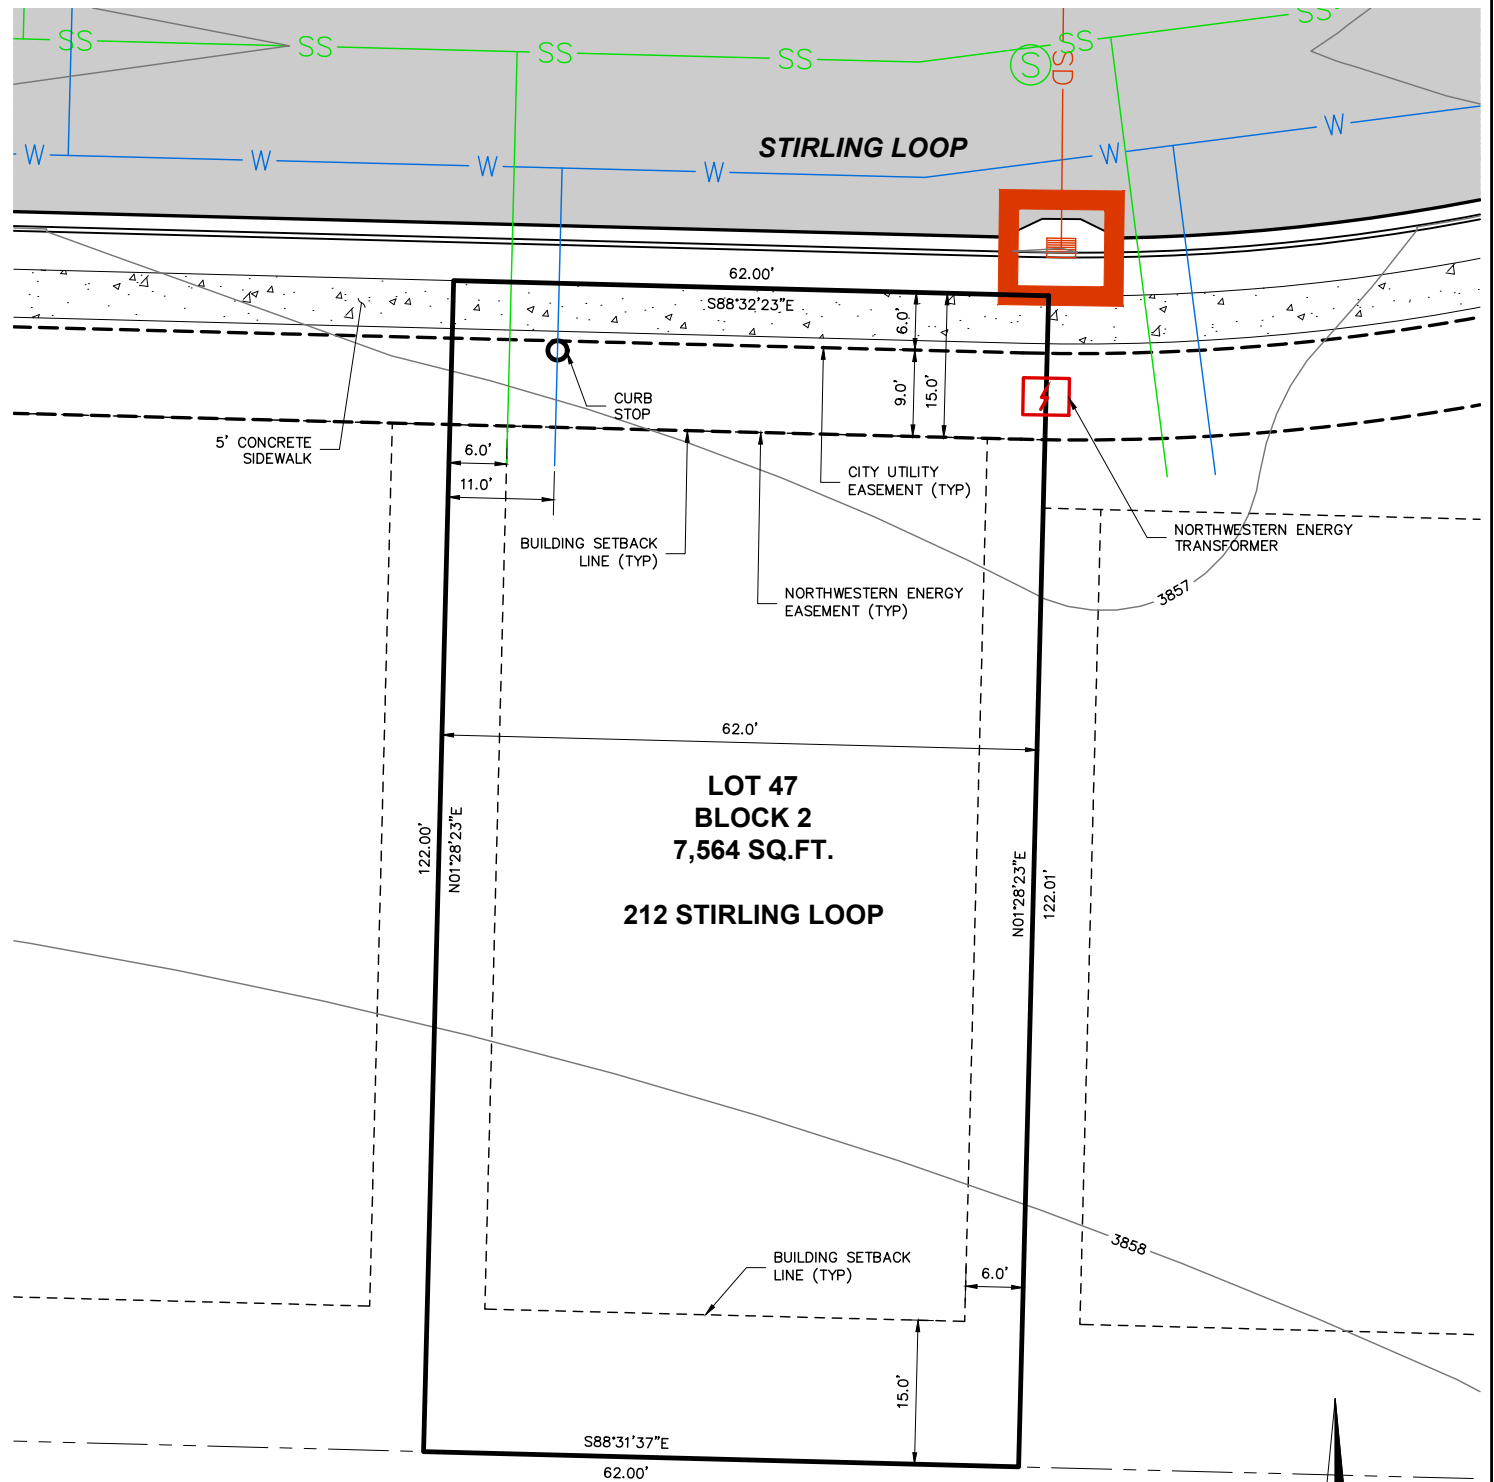 SS SS SS SS SS SS
S
SD
W W W W W W
STIRLING LOOP
62.00'
S88°32'23"E
6.0'
9.0'
15.0'
CURB
STOP
5' CONCRETE
SIDEWALK
6.0'
11.0'
CITY UTILITY
EASEMENT (TYP)
BUILDING SETBACK
LINE (TYP)
NORTHWESTERN ENERGY
TRANSFORMER
NORTHWESTERN ENERGY
EASEMENT (TYP)
3857
62.0'
LOT 47
BLOCK 2
7,564 SQ.FT.
212 STIRLING LOOP
122.00'
N01°28'23"E
N01°28'23"E
122.01'
3858
BUILDING SETBACK
LINE (TYP)
6.0'
15.0'
S88°31'37"E
62.00'